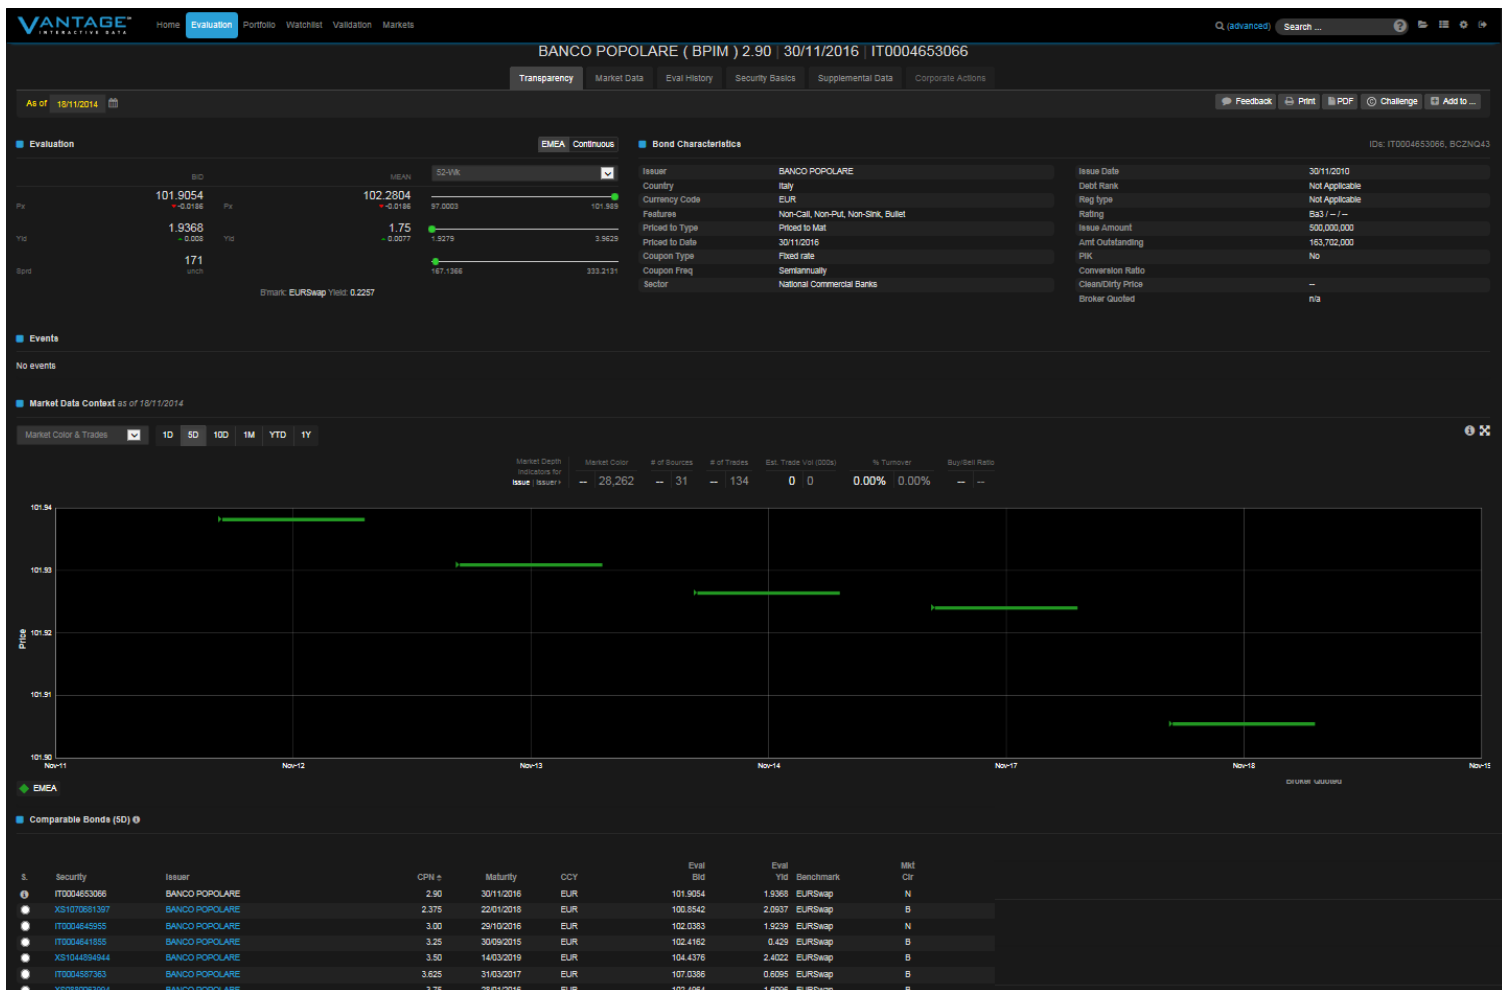 VANTAGE™ Home Evaluation Portfolio Watchlist Validation Markets (advanced) Search ...
INTERACTIVE DATA
BANCO POPOLARE ( BPIM ) 2.90 | 30/11/2016 | IT0004653066
Transparency Market Data Eval History Security Basics Supplemental Data Corporate Actions
As of 18/11/2014 Feedback Print PDF Challenge Add to ...
Evaluation EMEA Continuous
BID MEAN 52-Wk
101.9054 102.2804
Px -0.0186 Px -0.0186 97.0003 101.989
1.9368 1.75
Yld 0.008 Yld 0.0077 1.9279 3.9629
171
Sprd unch 167.1366 333.2131
B'mark: EURSwap Yield: 0.2257
Bond Characteristics IDs: IT0004653066, BCZNQ43
Issuer BANCO POPOLARE Issue Date 30/11/2010
Country Italy Debt Rank Not Applicable
Currency Code EUR Reg type Not Applicable
Features Non-Call, Non-Put, Non-Sink, Bullet Rating Ba3 / -- / --
Priced to Type Priced to Mat Issue Amount 500,000,000
Priced to Date 30/11/2016 Amt Outstanding 163,702,000
Coupon Type Fixed rate PIK No
Coupon Freq Semiannually Conversion Ratio
Sector National Commercial Banks Clean/Dirty Price --
Broker Quoted n/a
Events
No events
Market Data Context as of 18/11/2014
Market Color & Trades 1D 5D 10D 1M YTD 1Y
Market Depth Indicators for Issue | Issuer
Market Color # of Sources # of Trades Est. Trade Vol (000s) % Turnover Buy/Sell Ratio
-- 28,262 -- 31 -- 134 0 0 0.00% 0.00% -- --
Price
101.94
101.93
101.92
101.91
101.90
Nov-11 Nov-12 Nov-13 Nov-14 Nov-17 Nov-18 Nov-19
Broker Quoted
EMEA
Comparable Bonds (5D)
S. Security Issuer CPN Maturity CCY Eval Bid Eval Yld Benchmark Mkt Clr
IT0004653066 BANCO POPOLARE 2.90 30/11/2016 EUR 101.9054 1.9368 EURSwap N
XS1070681397 BANCO POPOLARE 2.375 22/01/2018 EUR 100.8542 2.0937 EURSwap B
IT0004645955 BANCO POPOLARE 3.00 29/10/2016 EUR 102.0383 1.9239 EURSwap N
IT0004641855 BANCO POPOLARE 3.25 30/09/2015 EUR 102.4162 0.429 EURSwap B
XS1044894944 BANCO POPOLARE 3.50 14/03/2019 EUR 104.4376 2.4022 EURSwap B
IT0004587363 BANCO POPOLARE 3.625 31/03/2017 EUR 107.0386 0.6095 EURSwap B
BANCO POPOLARE 3.75 28/01/2016 EUR EURSwap B